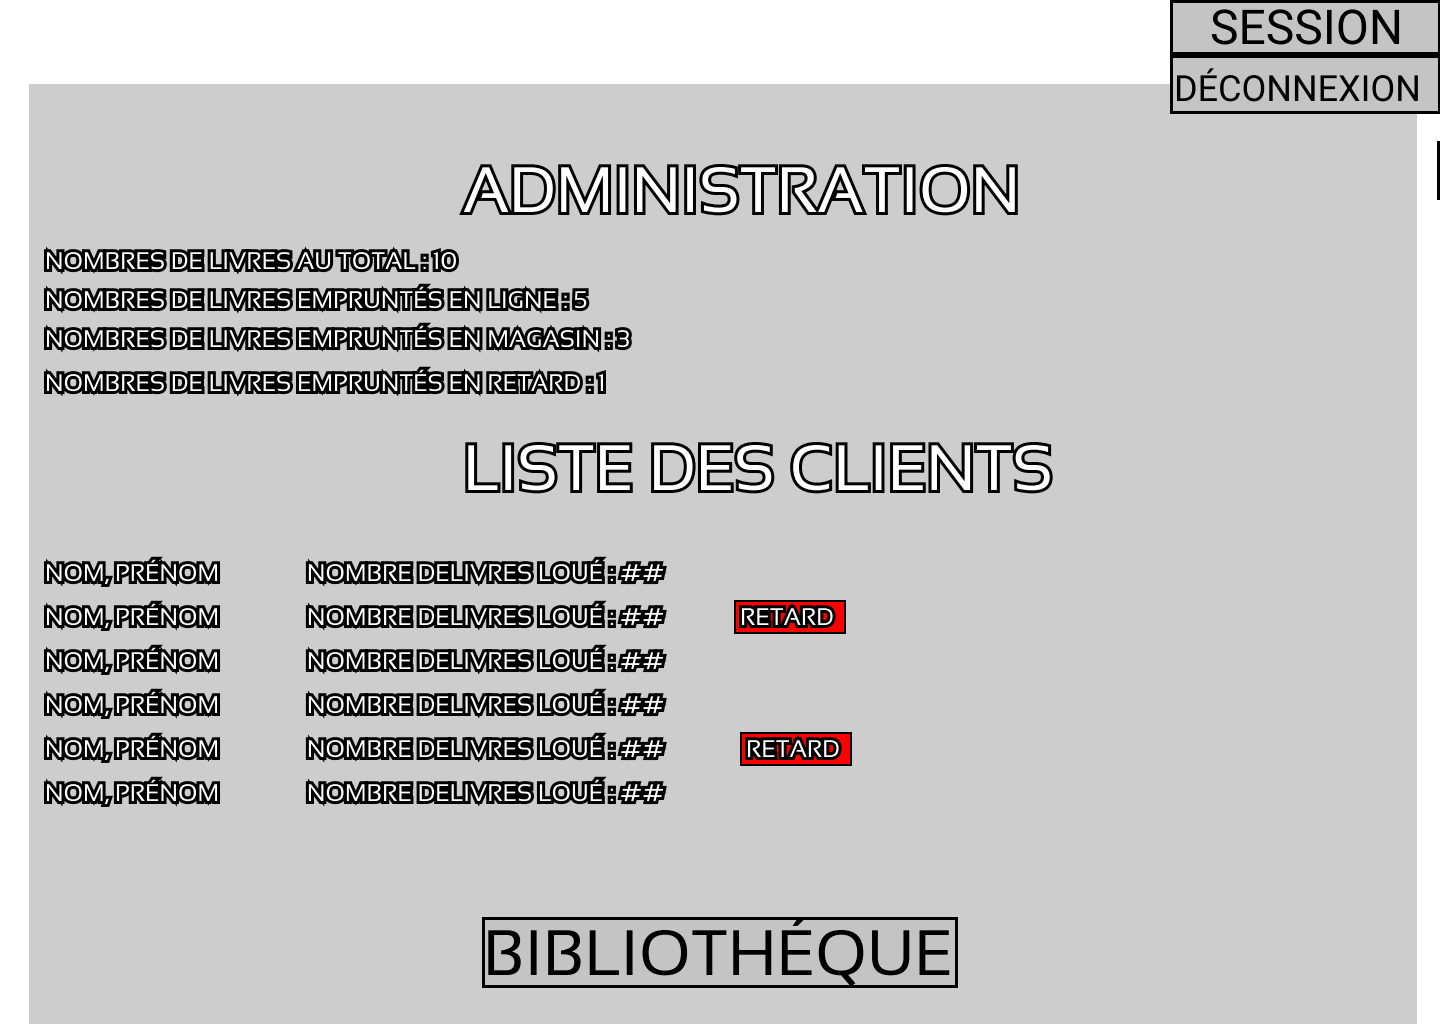 SESSION
DÉCONNEXION
ADMINISTRATION
NOMBRES DE LIVRES AU TOTAL : 10
NOMBRES DE LIVRES EMPRUNTÉS EN LIGNE : 5
NOMBRES DE LIVRES EMPRUNTÉS EN MAGASIN : 3
NOMBRES DE LIVRES EMPRUNTÉS EN RETARD : 1
LISTE DES CLIENTS
NOM, PRÉNOM NOMBRE DELIVRES LOUÉ : ##
NOM, PRÉNOM NOMBRE DELIVRES LOUÉ : ## RETARD
NOM, PRÉNOM NOMBRE DELIVRES LOUÉ : ##
NOM, PRÉNOM NOMBRE DELIVRES LOUÉ : ##
NOM, PRÉNOM NOMBRE DELIVRES LOUÉ : ## RETARD
NOM, PRÉNOM NOMBRE DELIVRES LOUÉ : ##
BIBLIOTHÉQUE